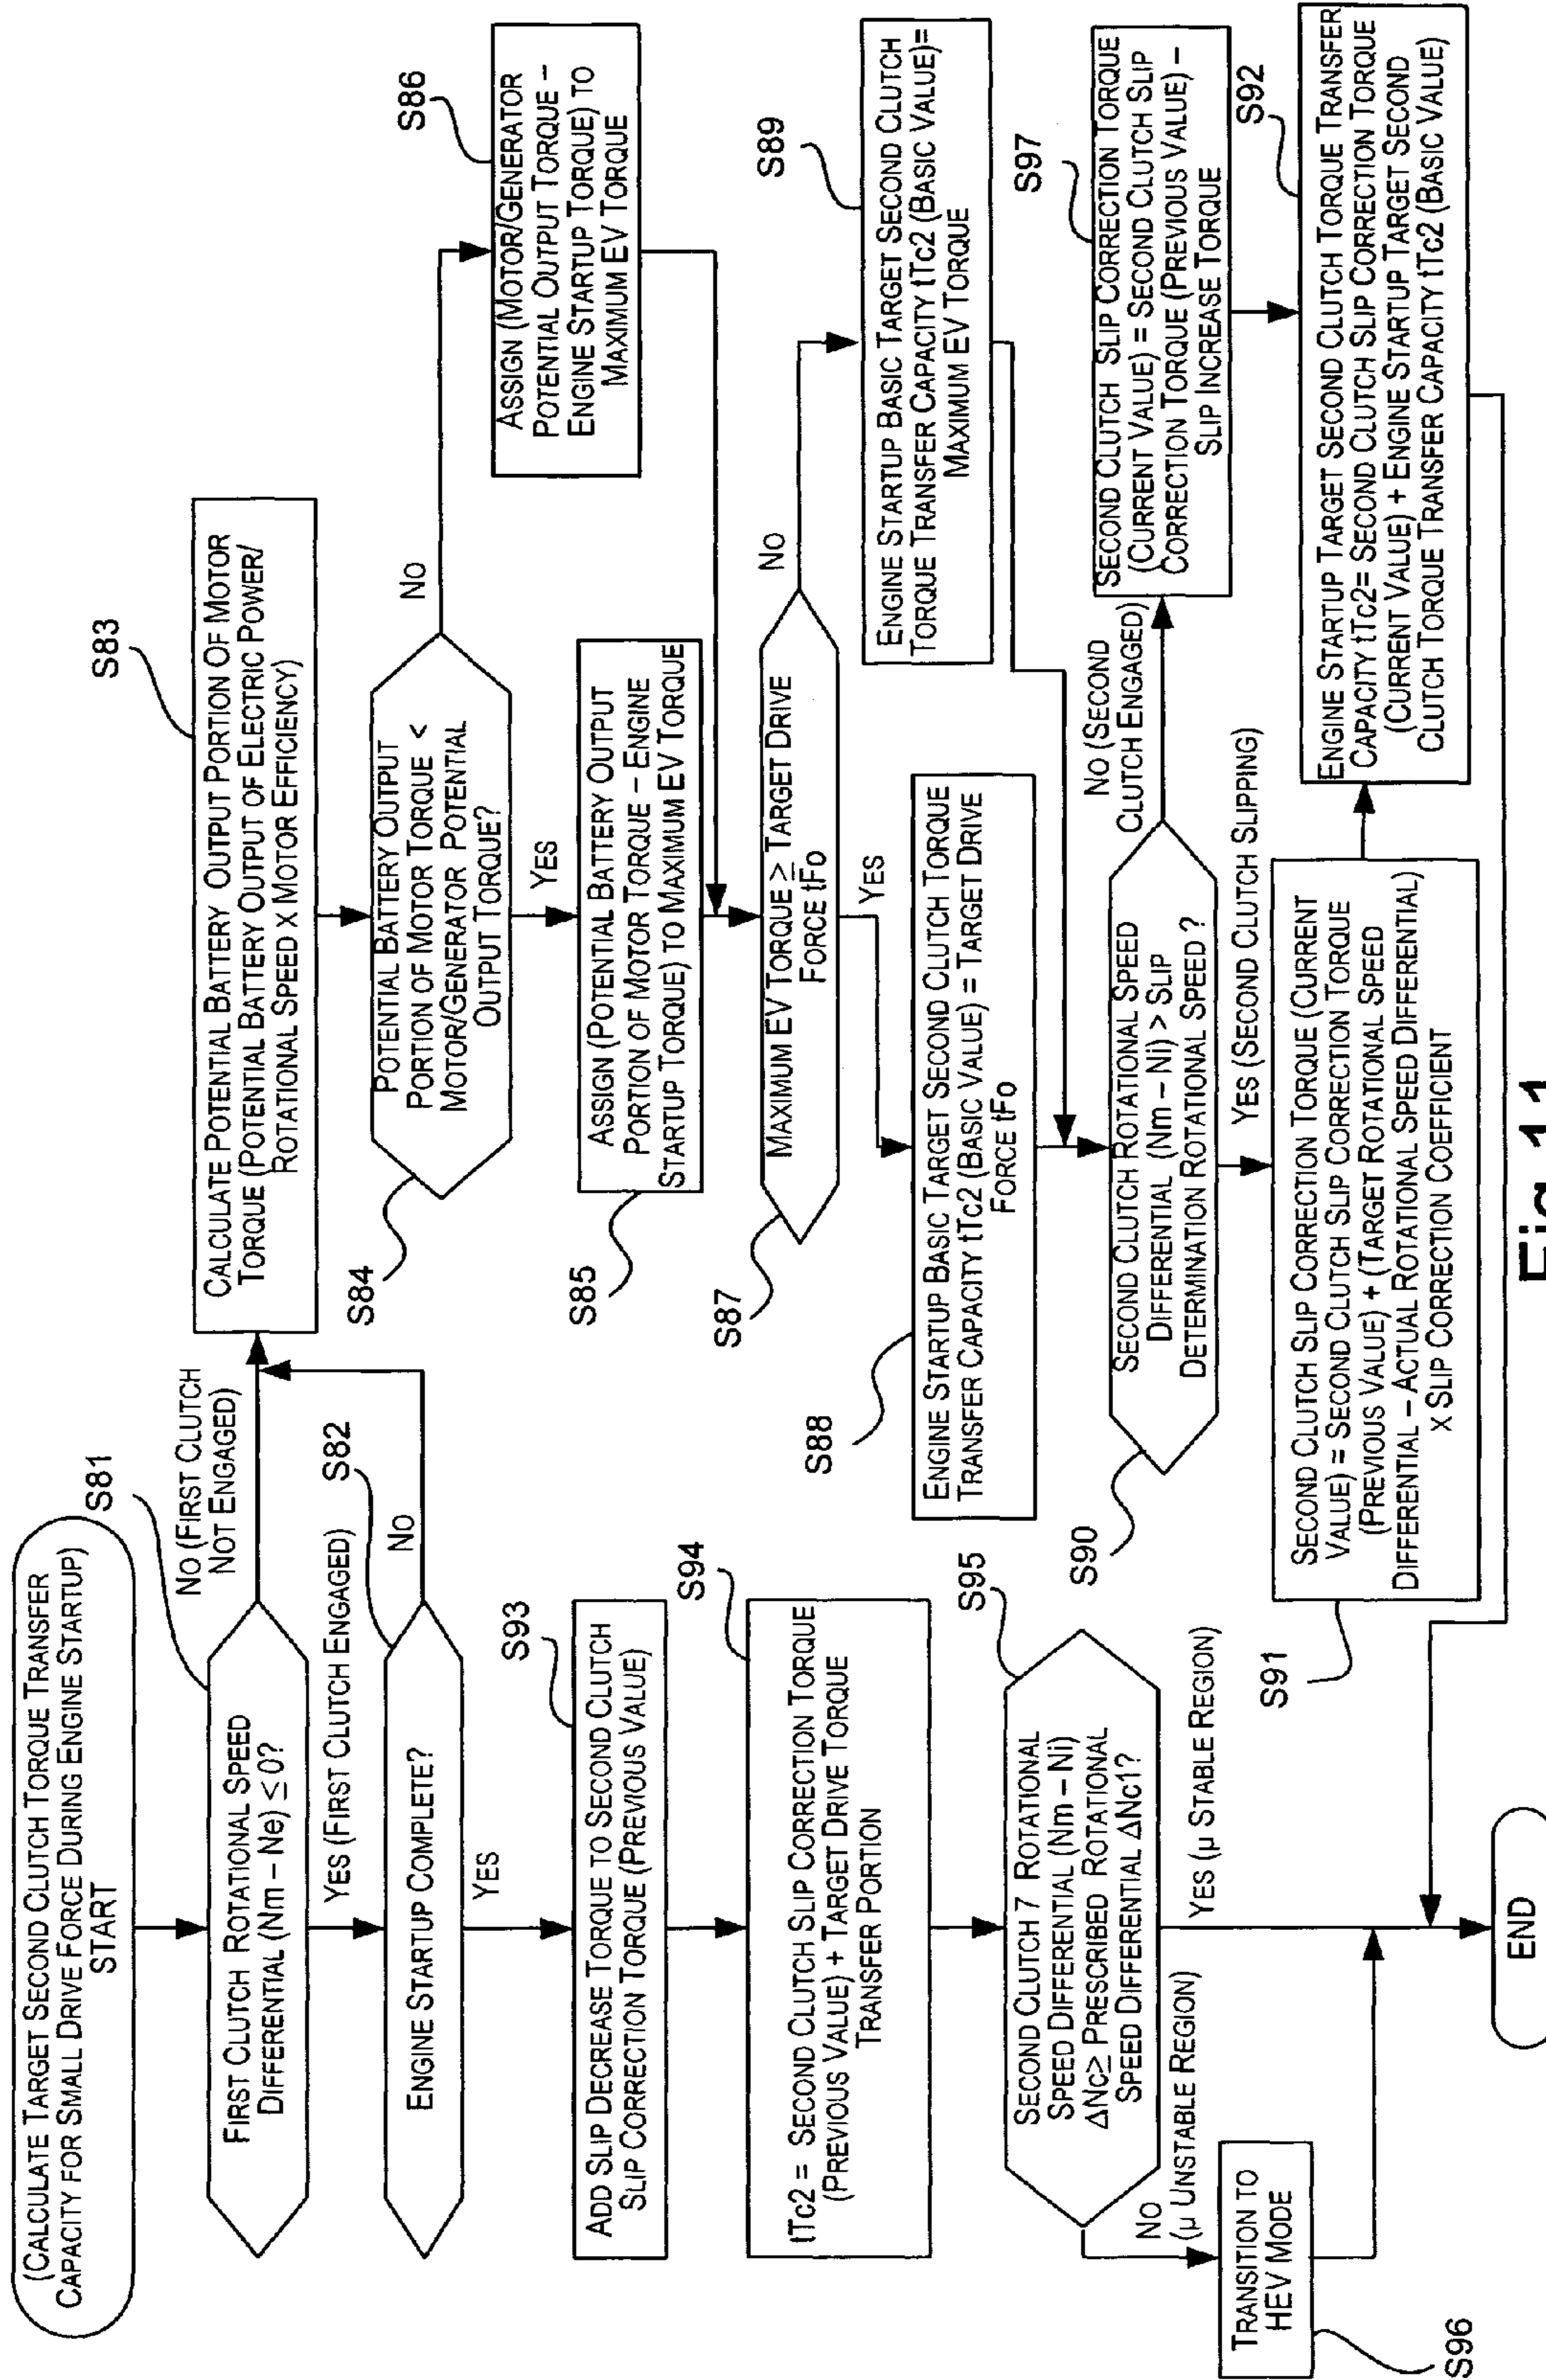 (CALCULATE TARGET SECOND CLUTCH TORQUE TRANSFER
CAPACITY FOR SMALL DRIVE FORCE DURING ENGINE STARTUP)
START
S81
FIRST CLUTCH ROTATIONAL SPEED
DIFFERENTIAL (Nm – Ne) ≤ 0?
NO (FIRST CLUTCH
NOT ENGAGED)
YES (FIRST CLUTCH ENGAGED)
S82
ENGINE STARTUP COMPLETE?
NO
YES
S93
ADD SLIP DECREASE TORQUE TO SECOND CLUTCH
SLIP CORRECTION TORQUE (PREVIOUS VALUE)
S94
tTc2 = SECOND CLUTCH SLIP CORRECTION TORQUE
(PREVIOUS VALUE) + TARGET DRIVE TORQUE
TRANSFER PORTION
S95
SECOND CLUTCH 7 ROTATIONAL
SPEED DIFFERENTIAL (Nm – Ni)
ΔNc≥ PRESCRIBED ROTATIONAL
SPEED DIFFERENTIAL ΔNc1?
NO
(μ UNSTABLE REGION)
YES (μ STABLE REGION)
TRANSITION TO
HEV MODE
S96
END
S83
CALCULATE POTENTIAL BATTERY OUTPUT PORTION OF MOTOR
TORQUE (POTENTIAL BATTERY OUTPUT OF ELECTRIC POWER/
ROTATIONAL SPEED X MOTOR EFFICIENCY)
S84
POTENTIAL BATTERY OUTPUT
PORTION OF MOTOR TORQUE <
MOTOR/GENERATOR POTENTIAL
OUTPUT TORQUE?
NO
YES
S85
ASSIGN (POTENTIAL BATTERY OUTPUT
PORTION OF MOTOR TORQUE – ENGINE
STARTUP TORQUE) TO MAXIMUM EV TORQUE
S86
ASSIGN (MOTOR/GENERATOR
POTENTIAL OUTPUT TORQUE –
ENGINE STARTUP TORQUE) TO
MAXIMUM EV TORQUE
S87
MAXIMUM EV TORQUE ≥ TARGET DRIVE
FORCE tFo
NO
YES
S88
ENGINE STARTUP BASIC TARGET SECOND CLUTCH TORQUE
TRANSFER CAPACITY tTc2 (BASIC VALUE) = TARGET DRIVE
FORCE tFo
S89
ENGINE STARTUP BASIC TARGET SECOND CLUTCH
TORQUE TRANSFER CAPACITY tTc2 (BASIC VALUE)=
MAXIMUM EV TORQUE
S90
SECOND CLUTCH ROTATIONAL SPEED
DIFFERENTIAL (Nm – Ni) > SLIP
DETERMINATION ROTATIONAL SPEED ?
NO (SECOND
CLUTCH ENGAGED)
YES (SECOND CLUTCH SLIPPING)
S91
SECOND CLUTCH SLIP CORRECTION TORQUE (CURRENT
VALUE) = SECOND CLUTCH SLIP CORRECTION TORQUE
(PREVIOUS VALUE) + (TARGET ROTATIONAL SPEED
DIFFERENTIAL – ACTUAL ROTATIONAL SPEED DIFFERENTIAL)
X SLIP CORRECTION COEFFICIENT
S97
SECOND CLUTCH SLIP CORRECTION TORQUE
(CURRENT VALUE) = SECOND CLUTCH SLIP
CORRECTION TORQUE (PREVIOUS VALUE) –
SLIP INCREASE TORQUE
S92
ENGINE STARTUP TARGET SECOND CLUTCH TORQUE TRANSFER
CAPACITY tTc2= SECOND CLUTCH SLIP CORRECTION TORQUE
(CURRENT VALUE) + ENGINE STARTUP TARGET SECOND
CLUTCH TORQUE TRANSFER CAPACITY tTc2 (BASIC VALUE)
Fig. 11